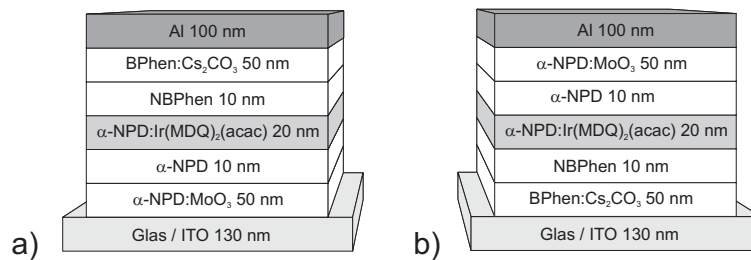 Al 100 nm
BPhen:Cs₂CO₃ 50 nm
NBPhen 10 nm
α-NPD:Ir(MDQ)₂(acac) 20 nm
α-NPD 10 nm
α-NPD:MoO₃ 50 nm
Glas / ITO 130 nm
a)
Al 100 nm
α-NPD:MoO₃ 50 nm
α-NPD 10 nm
α-NPD:Ir(MDQ)₂(acac) 20 nm
NBPhen 10 nm
BPhen:Cs₂CO₃ 50 nm
Glas / ITO 130 nm
b)